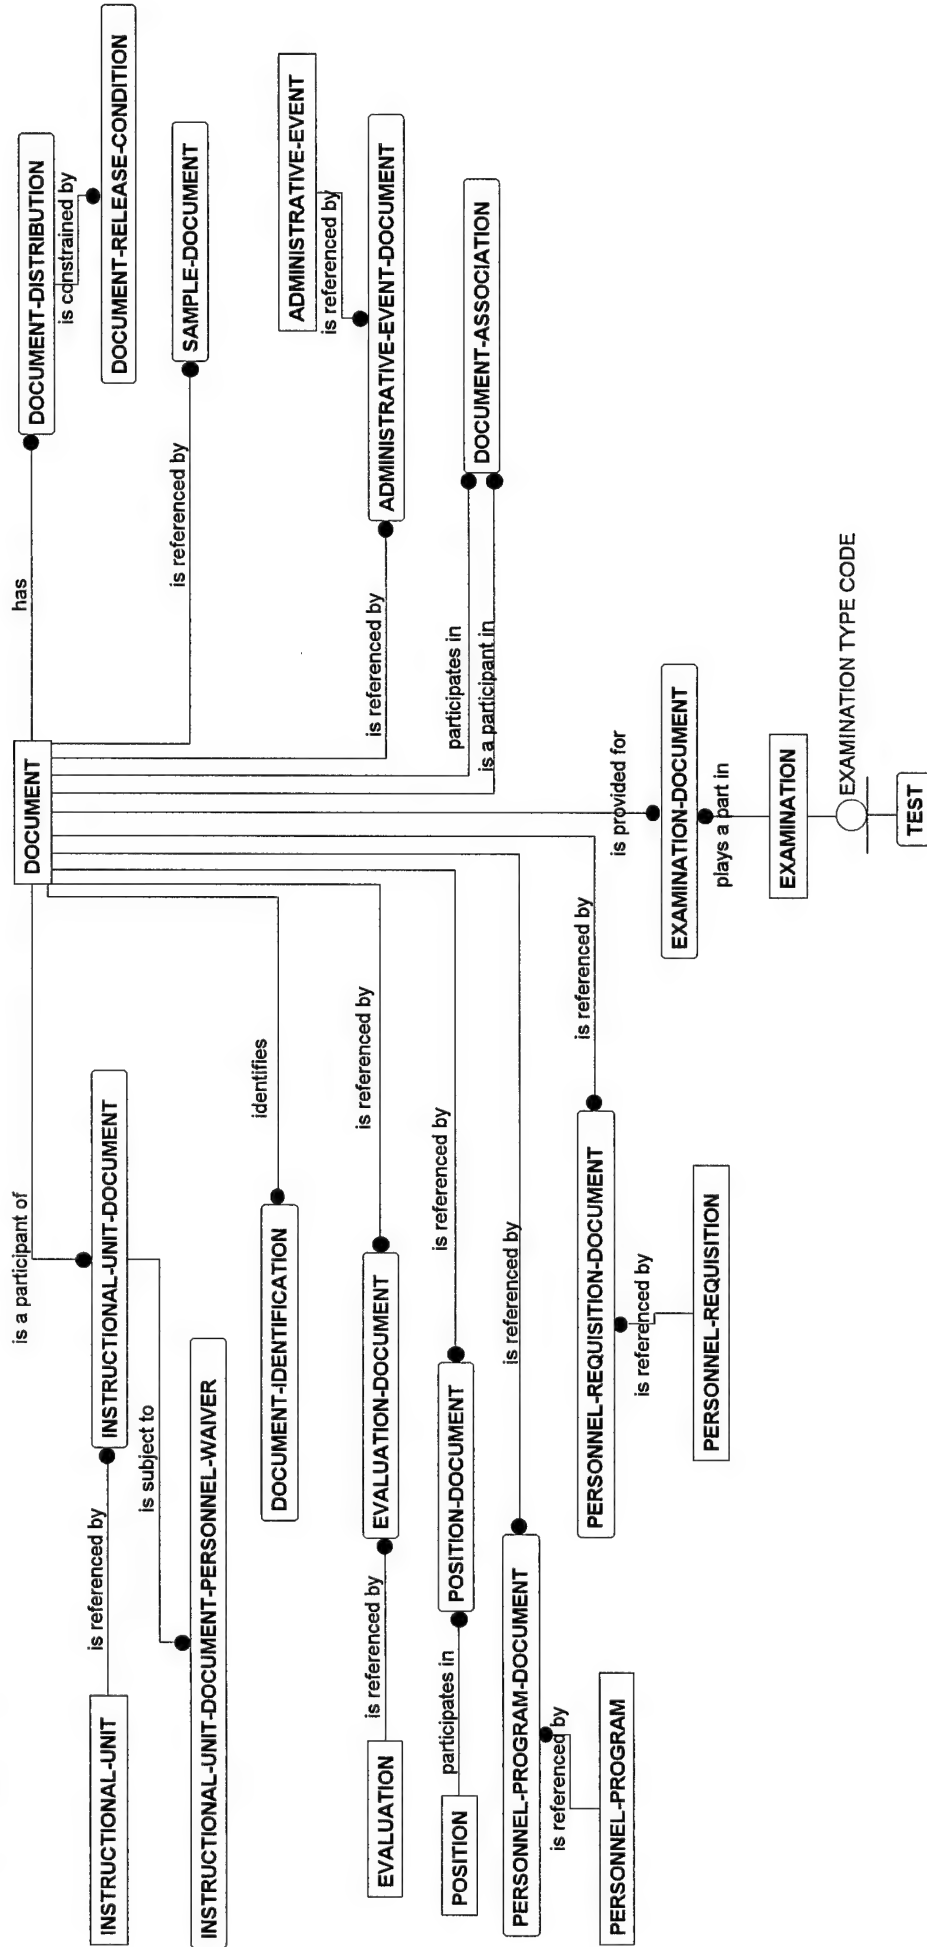 is a participant of
has
DOCUMENT
DOCUMENT-DISTRIBUTION
is constrained by
INSTRUCTIONAL-UNIT
is referenced by
INSTRUCTIONAL-UNIT-DOCUMENT
DOCUMENT-RELEASE-CONDITION
is subject to
is referenced by
SAMPLE-DOCUMENT
INSTRUCTIONAL-UNIT-DOCUMENT-PERSONNEL-WAIVER
identifies
DOCUMENT-IDENTIFICATION
ADMINISTRATIVE-EVENT
is referenced by
is referenced by
is referenced by
is referenced by
EVALUATION
EVALUATION-DOCUMENT
ADMINISTRATIVE-EVENT-DOCUMENT
participates in
is referenced by
participates in
POSITION
POSITION-DOCUMENT
is a participant in
DOCUMENT-ASSOCIATION
is referenced by
PERSONNEL-PROGRAM-DOCUMENT
is referenced by
is referenced by
PERSONNEL-PROGRAM
PERSONNEL-REQUISITION-DOCUMENT
is provided for
is referenced by
EXAMINATION-DOCUMENT
PERSONNEL-REQUISITION
plays a part in
EXAMINATION
EXAMINATION TYPE CODE
TEST